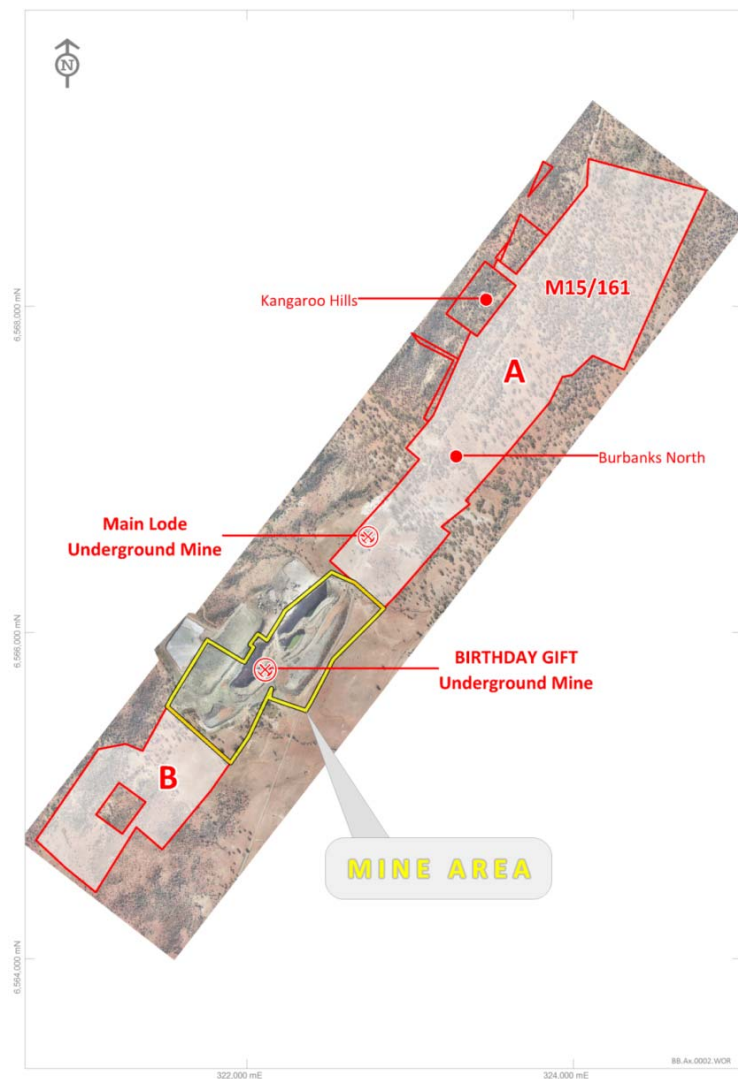 N
M15/161
Kangaroo Hills
6,568,000 mN
A
Burbanks North
Main Lode
Underground Mine
6,566,000 mN
BIRTHDAY GIFT
Underground Mine
B
MINE AREA
6,564,000 mN
BB.Ax.0002.WOR
322,000 mE
324,000 mE